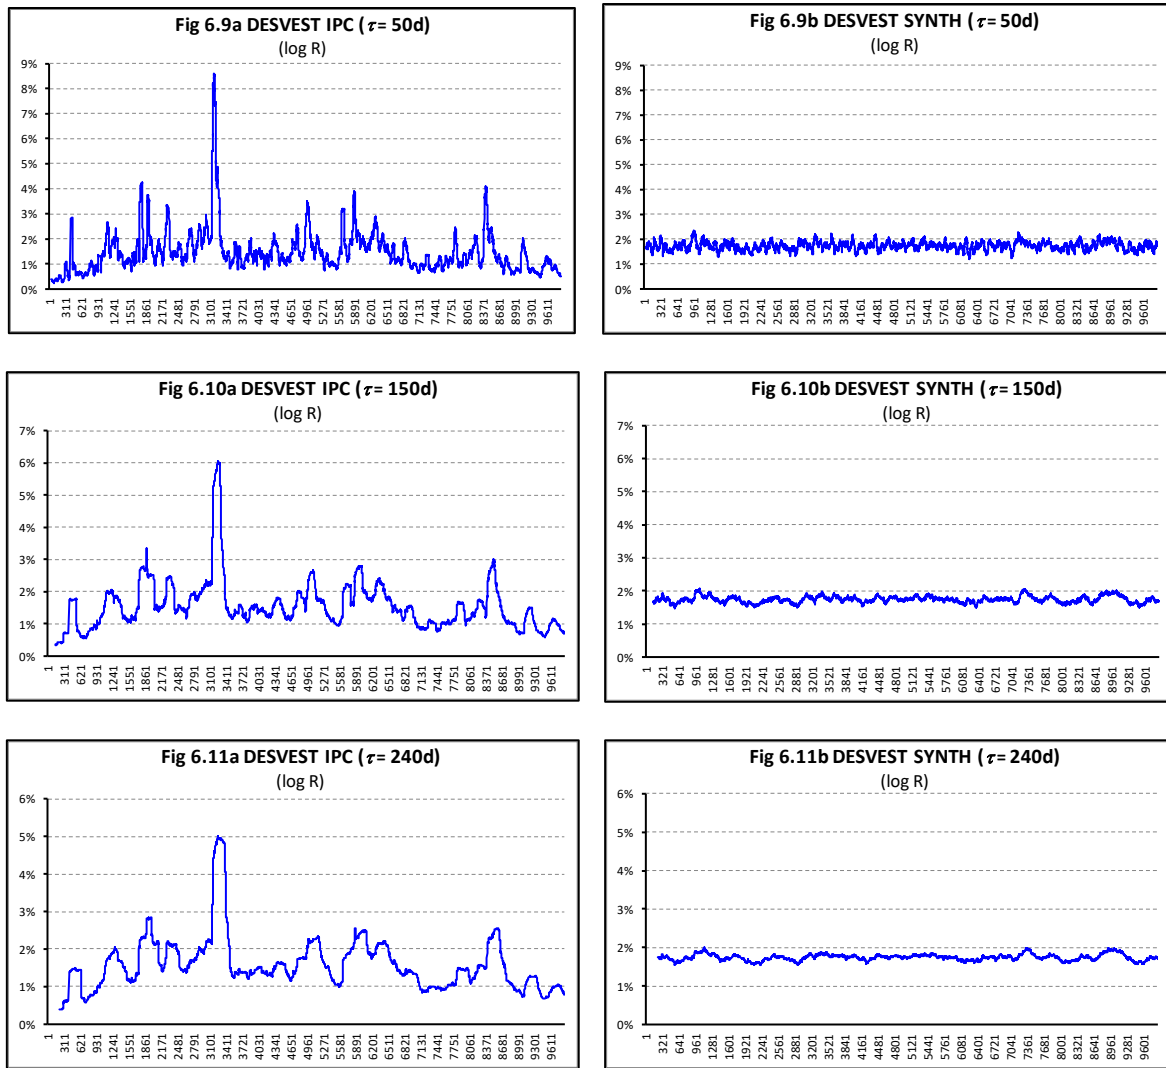 Fig 6.9a DESVEST IPC (τ= 50d)
(log R)
9%
8%
7%
6%
5%
4%
3%
2%
1%
0%
1 311 621 931 1241 1551 1861 2171 2481 2791 3101 3411 3721 4031 4341 4651 4961 5271 5581 5891 6201 6511 6821 7131 7441 7751 8061 8371 8681 8991 9301 9611
Fig 6.9b DESVEST SYNTH (τ= 50d)
(log R)
9%
8%
7%
6%
5%
4%
3%
2%
1%
0%
1 321 641 961 1281 1601 1921 2241 2561 2881 3201 3521 3841 4161 4481 4801 5121 5441 5761 6081 6401 6721 7041 7361 7681 8001 8321 8641 8961 9281 9601
Fig 6.10a DESVEST IPC (τ= 150d)
(log R)
7%
6%
5%
4%
3%
2%
1%
0%
1 311 621 931 1241 1551 1861 2171 2481 2791 3101 3411 3721 4031 4341 4651 4961 5271 5581 5891 6201 6511 6821 7131 7441 7751 8061 8371 8681 8991 9301 9611
Fig 6.10b DESVEST SYNTH (τ= 150d)
(log R)
7%
6%
5%
4%
3%
2%
1%
0%
1 321 641 961 1281 1601 1921 2241 2561 2881 3201 3521 3841 4161 4481 4801 5121 5441 5761 6081 6401 6721 7041 7361 7681 8001 8321 8641 8961 9281 9601
Fig 6.11a DESVEST IPC (τ= 240d)
(log R)
6%
5%
4%
3%
2%
1%
0%
1 311 621 931 1241 1551 1861 2171 2481 2791 3101 3411 3721 4031 4341 4651 4961 5271 5581 5891 6201 6511 6821 7131 7441 7751 8061 8371 8681 8991 9301 9611
Fig 6.11b DESVEST SYNTH (τ= 240d)
(log R)
6%
5%
4%
3%
2%
1%
0%
1 321 641 961 1281 1601 1921 2241 2561 2881 3201 3521 3841 4161 4481 4801 5121 5441 5761 6081 6401 6721 7041 7361 7681 8001 8321 8641 8961 9281 9601